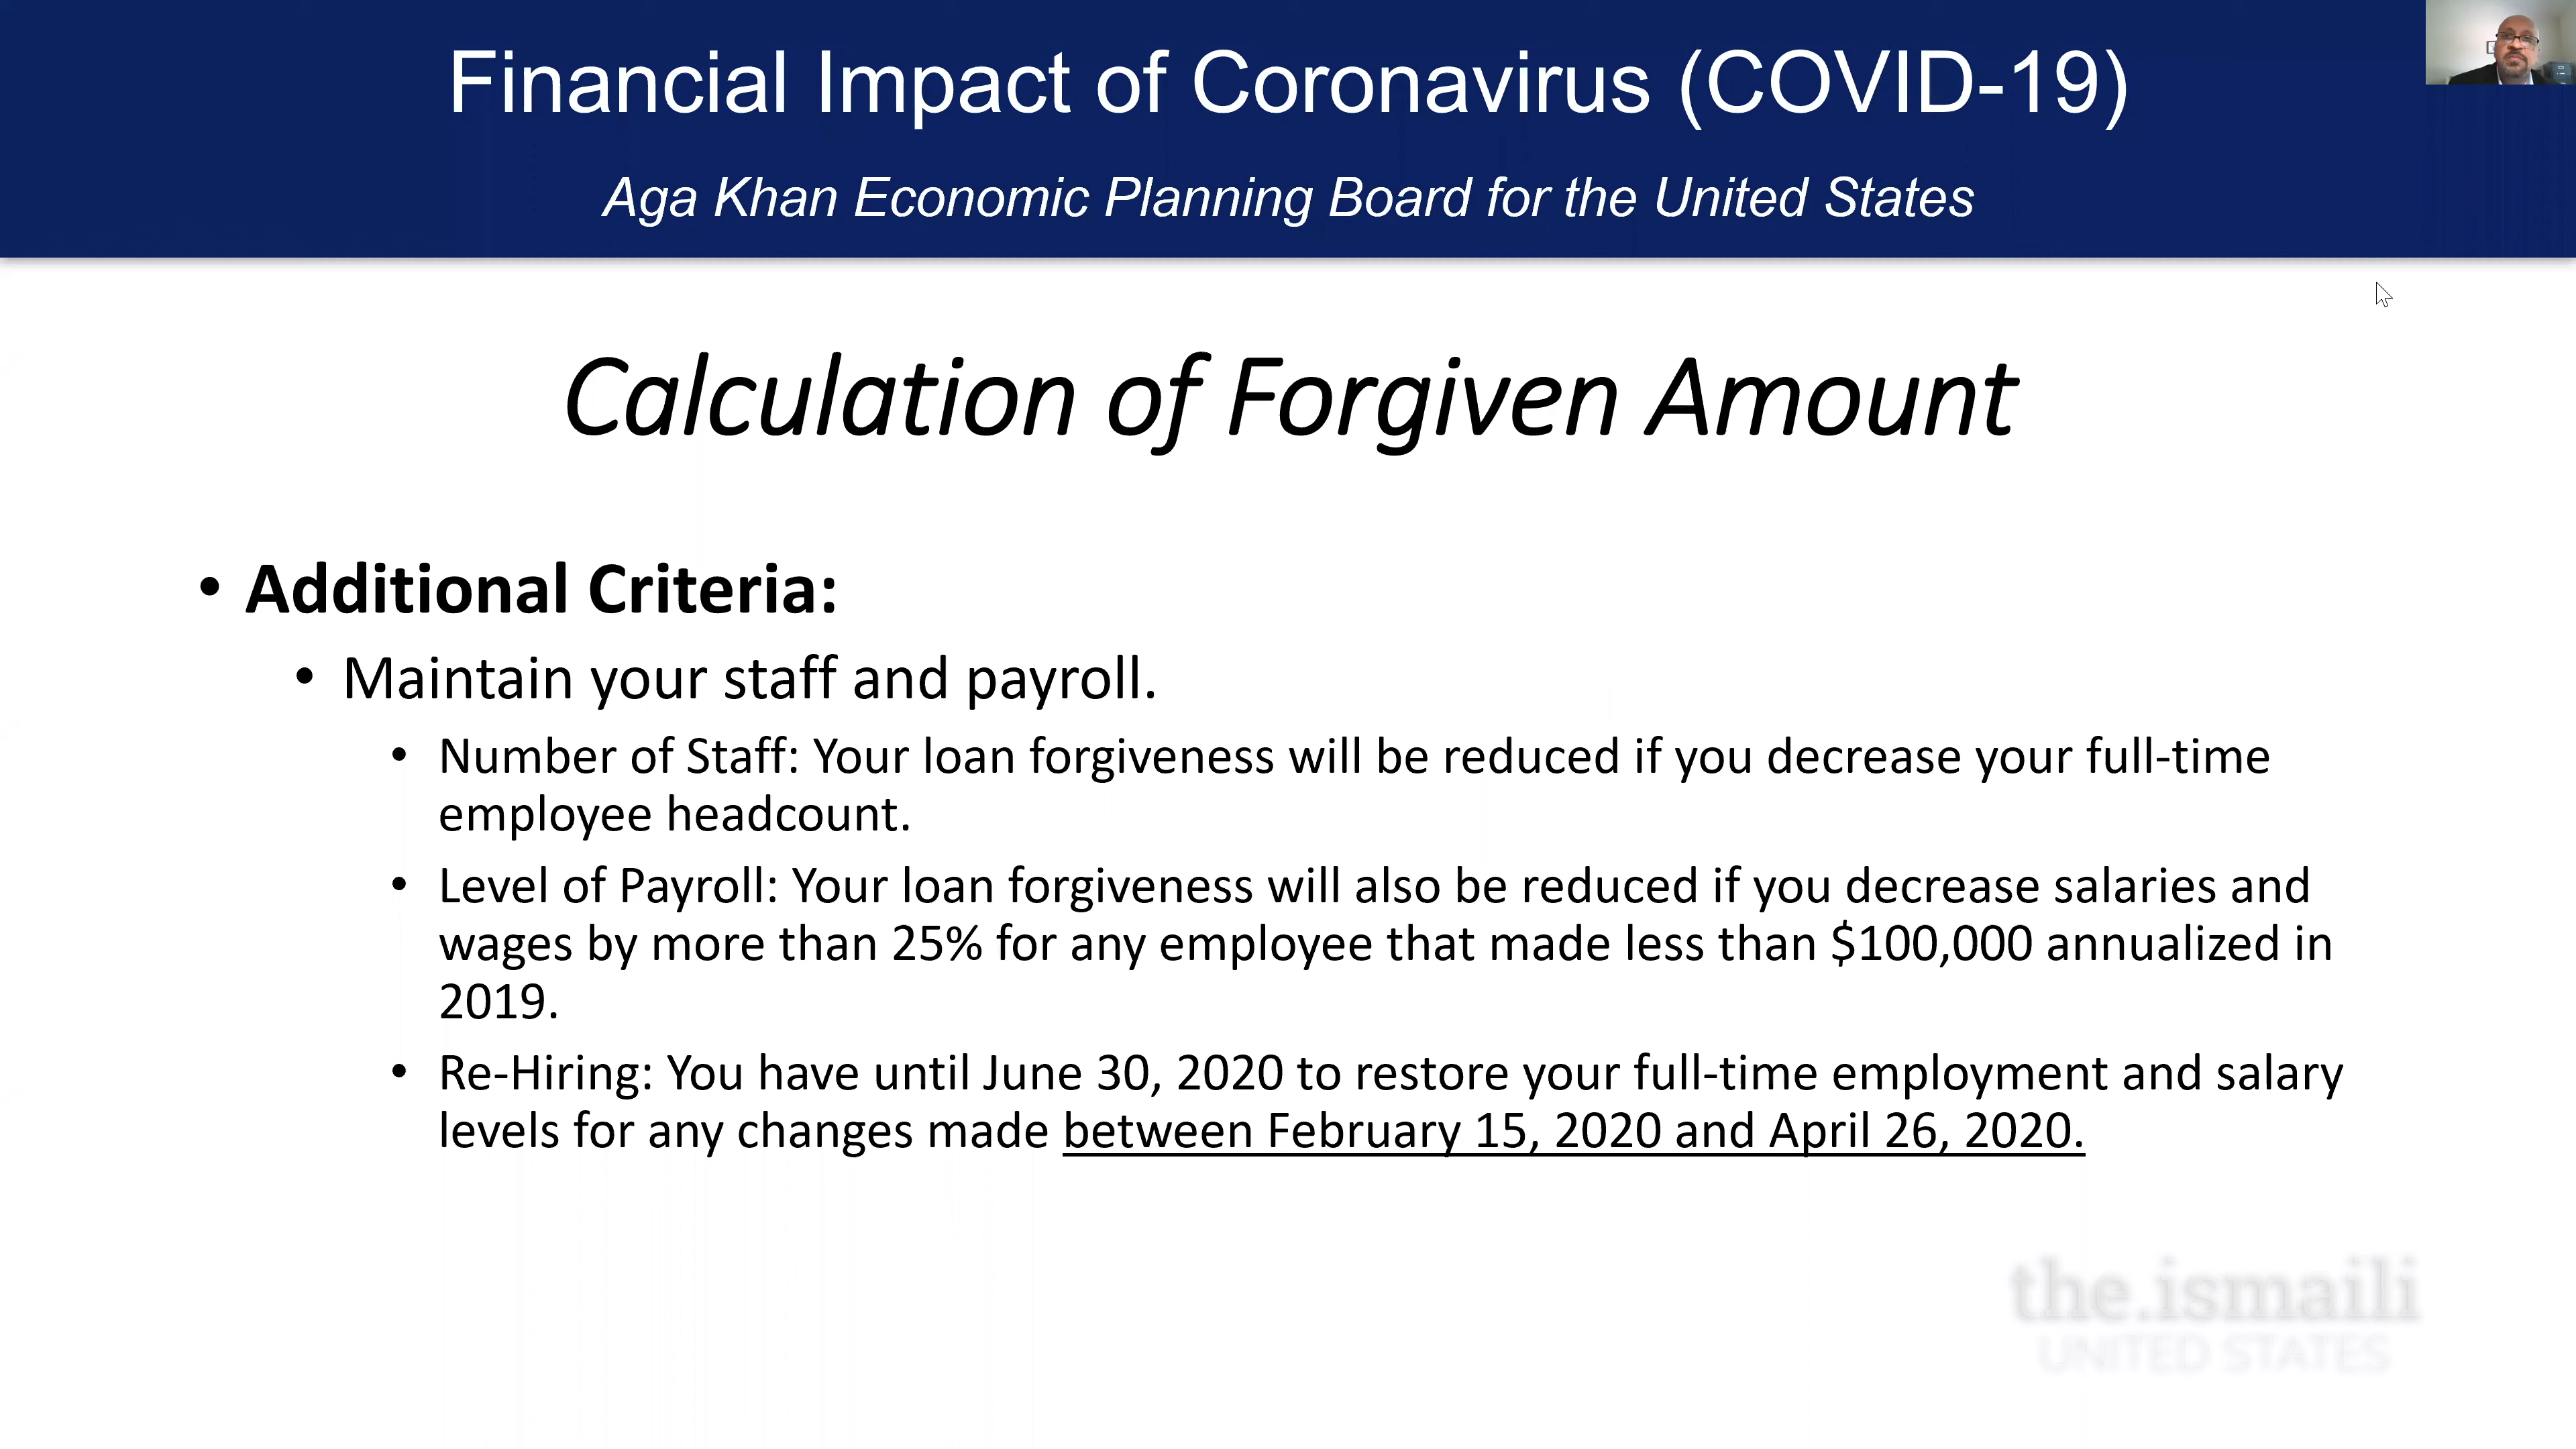 Financial Impact of Coronavirus (COVID-19)
Aga Khan Economic Planning Board for the United States
Calculation of Forgiven Amount
• Additional Criteria:
• Maintain your staff and payroll.
• Number of Staff: Your loan forgiveness will be reduced if you decrease your full-time
employee headcount.
• Level of Payroll: Your loan forgiveness will also be reduced if you decrease salaries and
wages by more than 25% for any employee that made less than $100,000 annualized in
2019.
• Re-Hiring: You have until June 30, 2020 to restore your full-time employment and salary
levels for any changes made between February 15, 2020 and April 26, 2020.
the.ismaili
UNITED STATES